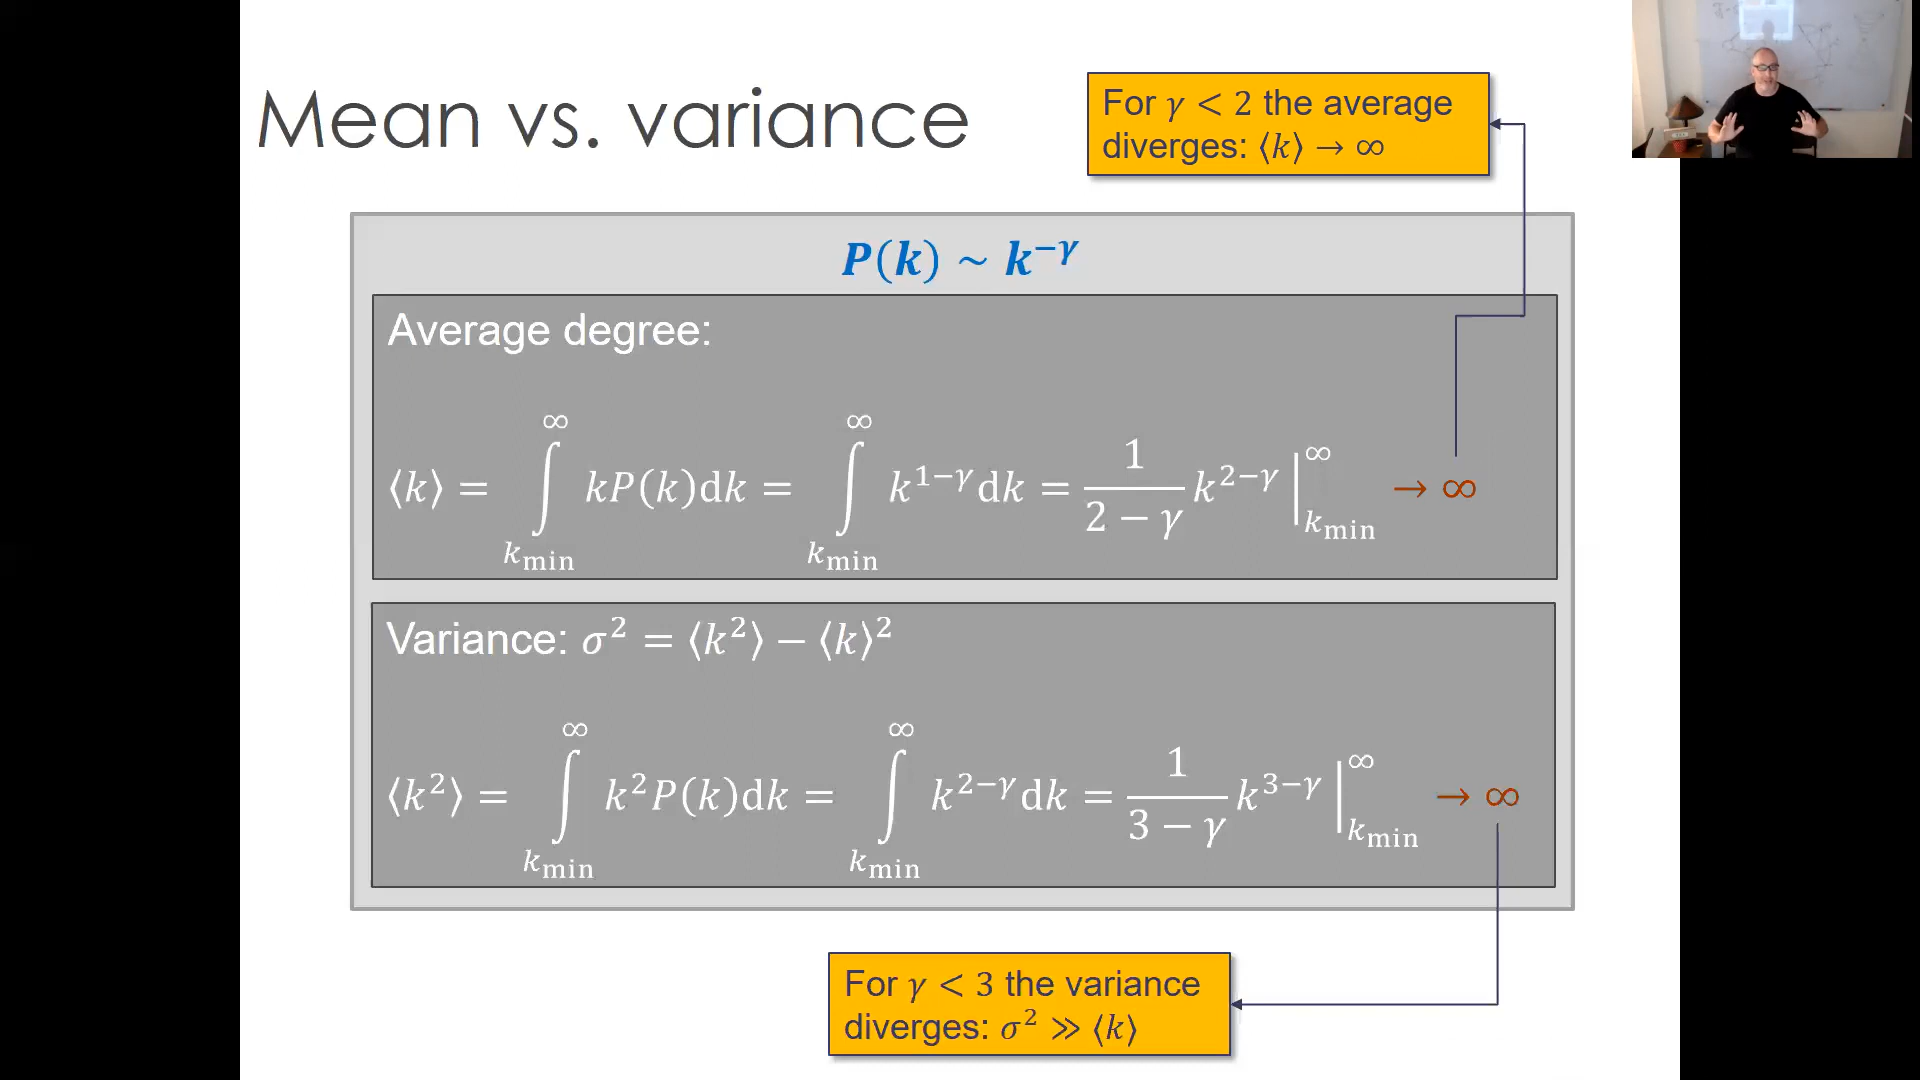 Mean vs. variance
For γ < 2 the average
diverges: ⟨k⟩ → ∞
P(k) ~ k^{−γ}
Average degree:
⟨k⟩ = ∫_{k_min}^{∞} kP(k)dk = ∫_{k_min}^{∞} k^{1−γ}dk = \frac{1}{2 − γ} k^{2−γ} |_{k_min}^{∞} → ∞
Variance: σ² = ⟨k²⟩ − ⟨k⟩²
⟨k²⟩ = ∫_{k_min}^{∞} k²P(k)dk = ∫_{k_min}^{∞} k^{2−γ}dk = \frac{1}{3 − γ} k^{3−γ} |_{k_min}^{∞} → ∞
For γ < 3 the variance
diverges: σ² ≫ ⟨k⟩